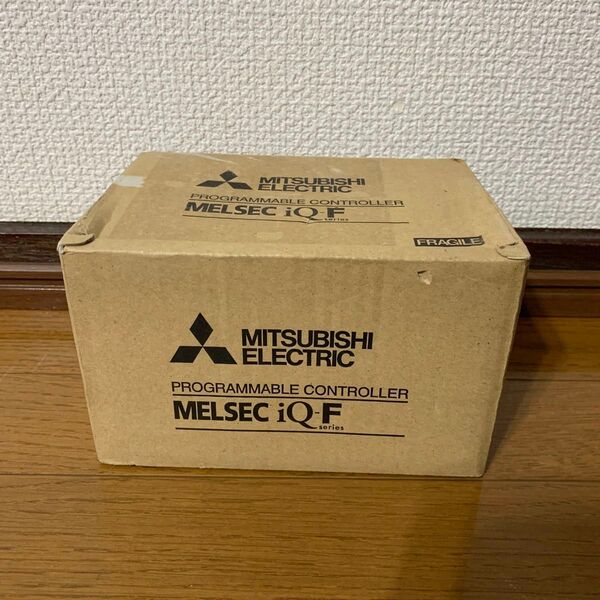 MITSUBISHI
ELECTRIC
PROGRAMMABLE CONTROLLER
MELSEC iQ-F
series
FRAGILE
MITSUBISHI
ELECTRIC
PROGRAMMABLE CONTROLLER
MELSEC iQ-F
series